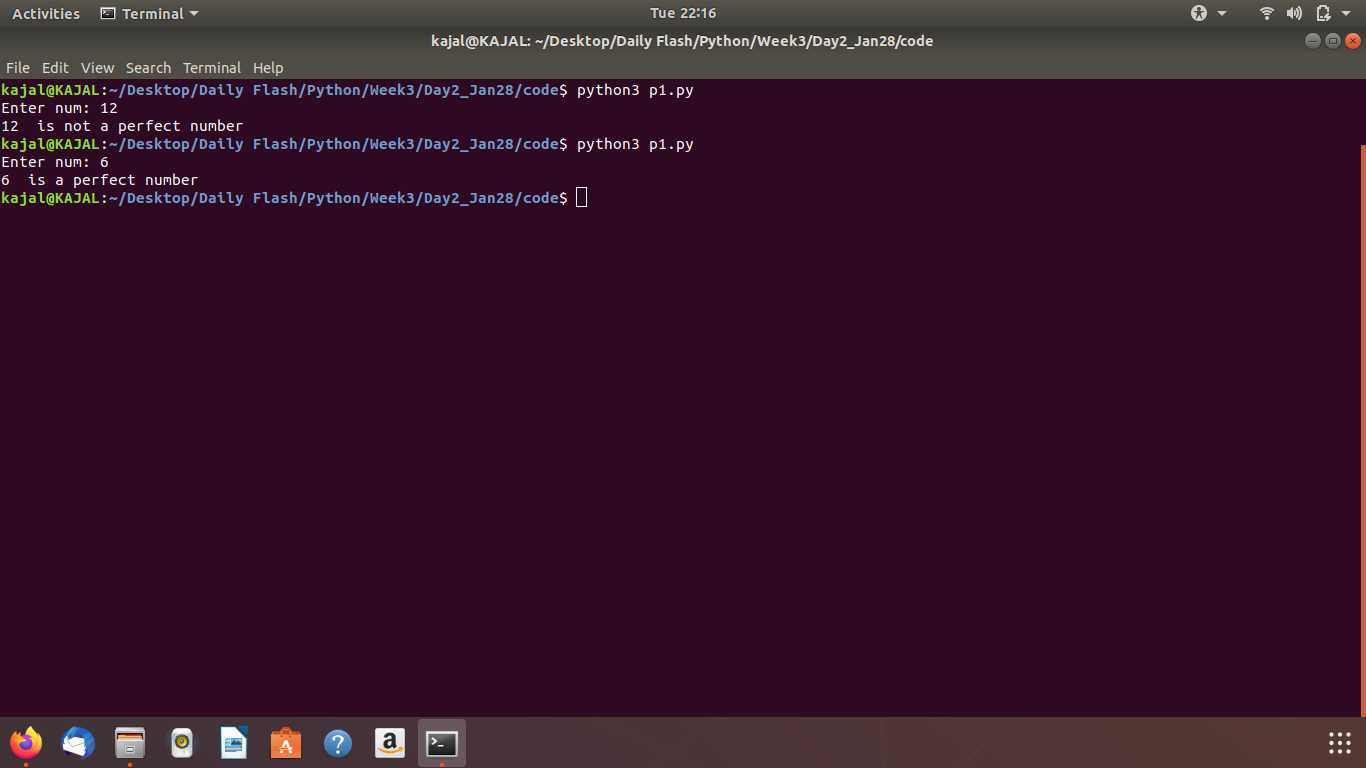 Activities Terminal Tue 22:16
kajal@KAJAL: ~/Desktop/Daily Flash/Python/Week3/Day2_Jan28/code
File Edit View Search Terminal Help
kajal@KAJAL:~/Desktop/Daily Flash/Python/Week3/Day2_Jan28/code$ python3 p1.py
Enter num: 12
12  is not a perfect number
kajal@KAJAL:~/Desktop/Daily Flash/Python/Week3/Day2_Jan28/code$ python3 p1.py
Enter num: 6
6  is a perfect number
kajal@KAJAL:~/Desktop/Daily Flash/Python/Week3/Day2_Jan28/code$